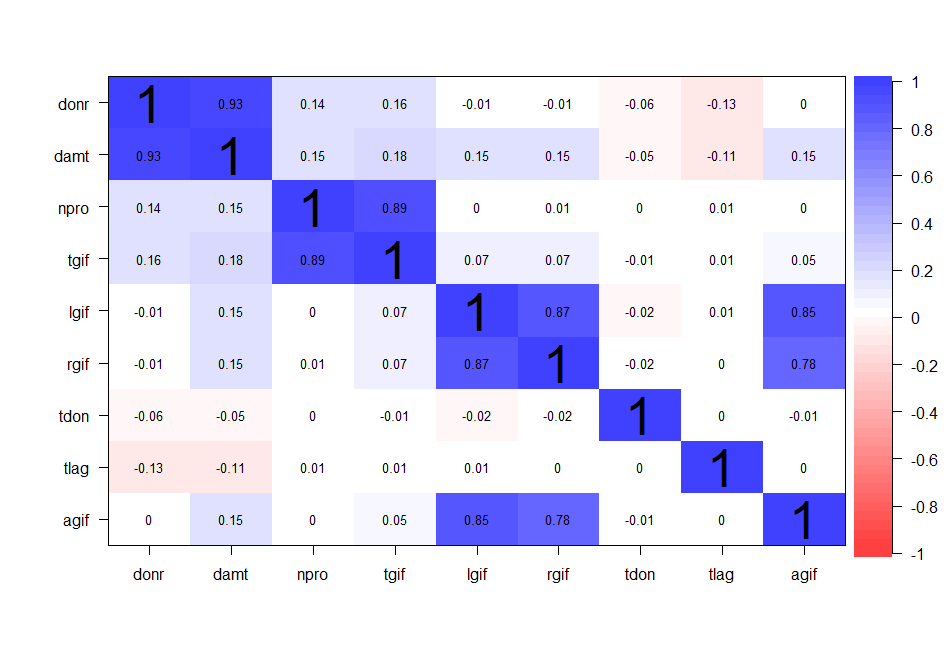 donr 1 0.93 0.14 0.16 -0.01 -0.01 -0.06 -0.13 0
damt 0.93 1 0.15 0.18 0.15 0.15 -0.05 -0.11 0.15
npro 0.14 0.15 1 0.89 0 0.01 0 0.01 0
tgif 0.16 0.18 0.89 1 0.07 0.07 -0.01 0.01 0.05
lgif -0.01 0.15 0 0.07 1 0.87 -0.02 0.01 0.85
rgif -0.01 0.15 0.01 0.07 0.87 1 -0.02 0 0.78
tdon -0.06 -0.05 0 -0.01 -0.02 -0.02 1 0 -0.01
tlag -0.13 -0.11 0.01 0.01 0.01 0 0 1 0
agif 0 0.15 0 0.05 0.85 0.78 -0.01 0 1
donr damt npro tgif lgif rgif tdon tlag agif
1
0.8
0.6
0.4
0.2
0
-0.2
-0.4
-0.6
-0.8
-1